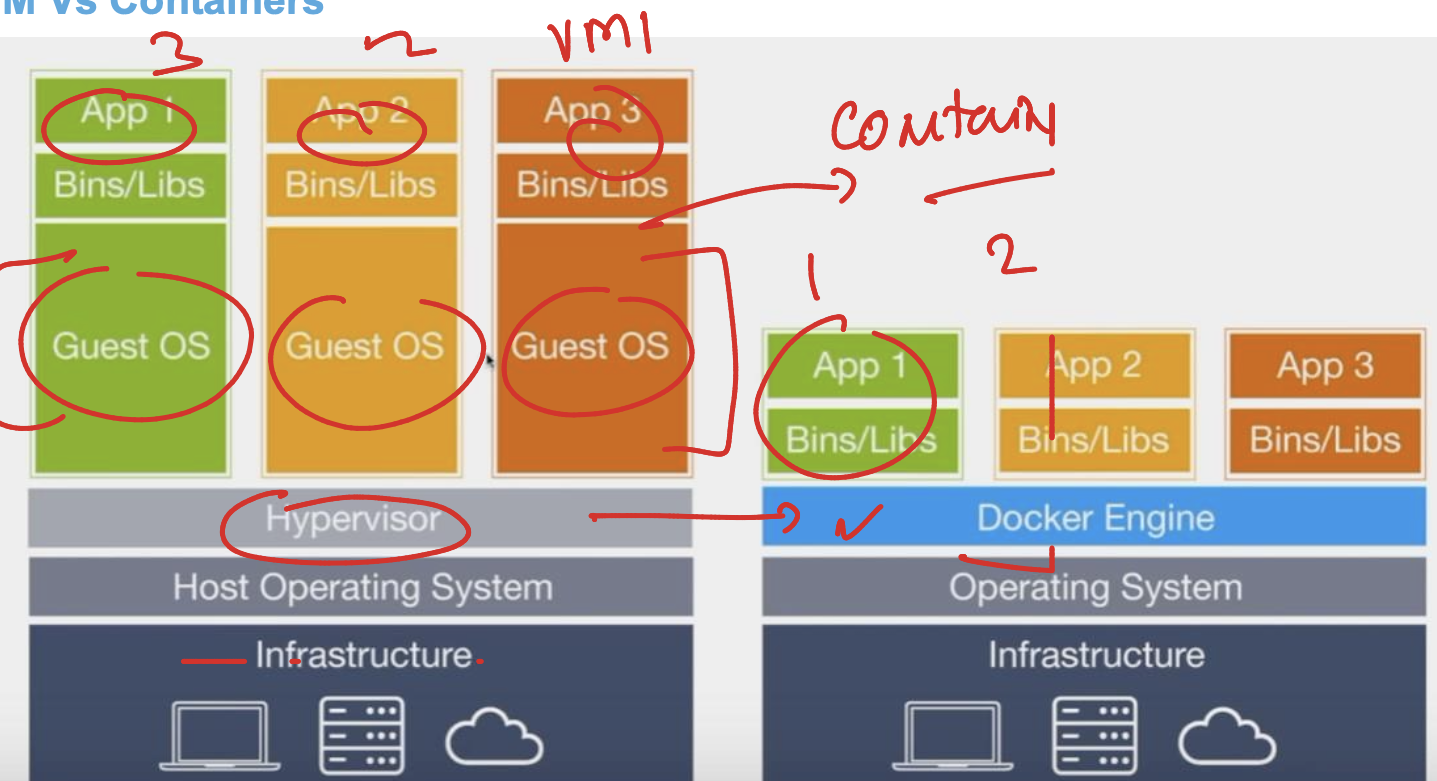 M Vs Containers
3 2 VM1
App 1 App 2 App 3
Contain
Bins/Libs Bins/Libs Bins/Libs
1 2
Guest OS Guest OS Guest OS
App 1 App 2 App 3
Bins/Libs Bins/Libs Bins/Libs
Hypervisor
Docker Engine
Host Operating System
Operating System
Infrastructure
Infrastructure